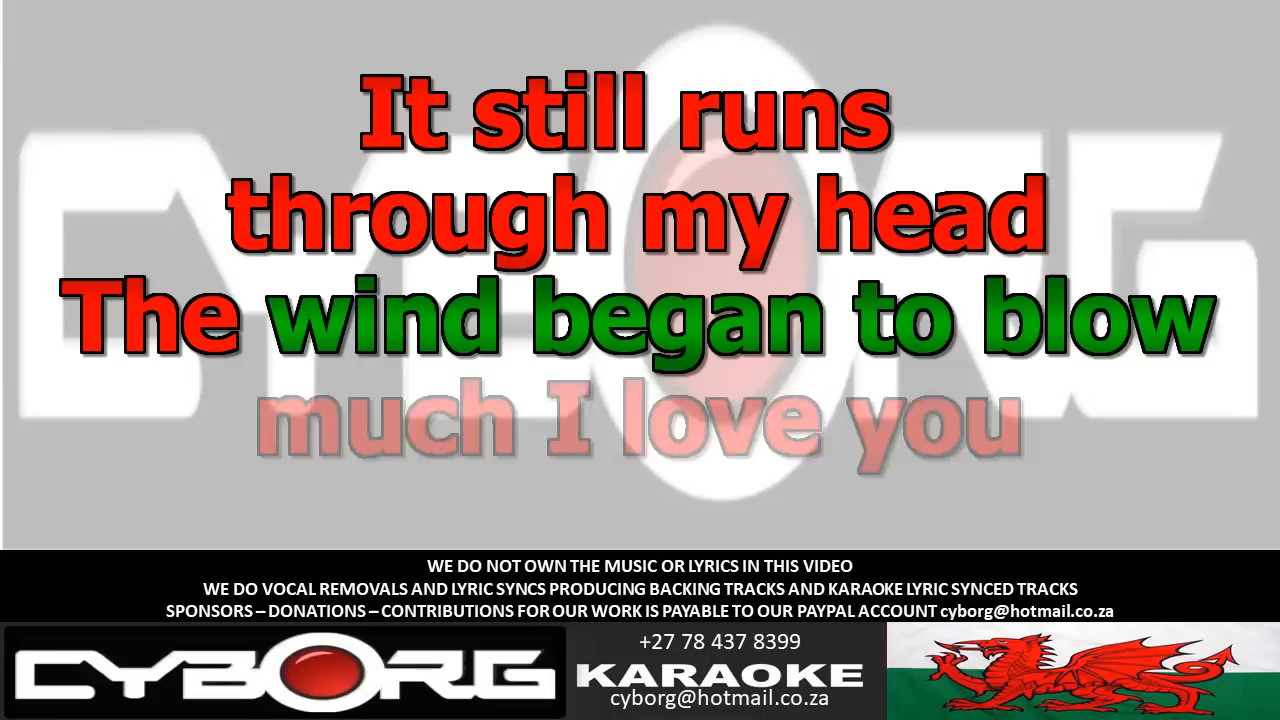 It still runs
through my head
The wind began to blow
much I love you
WE DO NOT OWN THE MUSIC OR LYRICS IN THIS VIDEO
WE DO VOCAL REMOVALS AND LYRIC SYNCS PRODUCING BACKING TRACKS AND KARAOKE LYRIC SYNCED TRACKS
SPONSORS – DONATIONS – CONTRIBUTIONS FOR OUR WORK IS PAYABLE TO OUR PAYPAL ACCOUNT cyborg@hotmail.co.za
CYBORG
+27 78 437 8399
KARAOKE
cyborg@hotmail.co.za
CYBORG